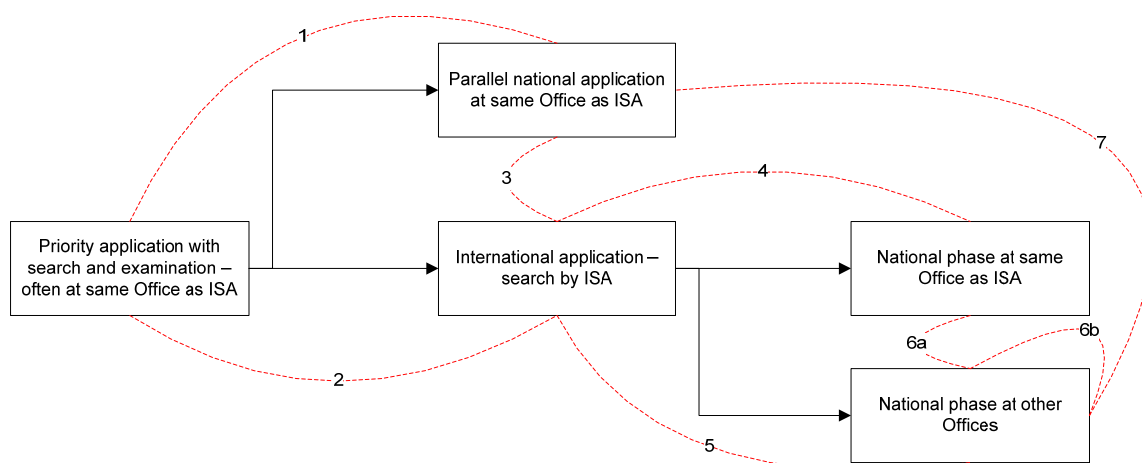 1
Parallel national application
at same Office as ISA
7
3
4
Priority application with
search and examination –
often at same Office as ISA
International application –
search by ISA
National phase at same
Office as ISA
6a
6b
2
National phase at other
Offices
5